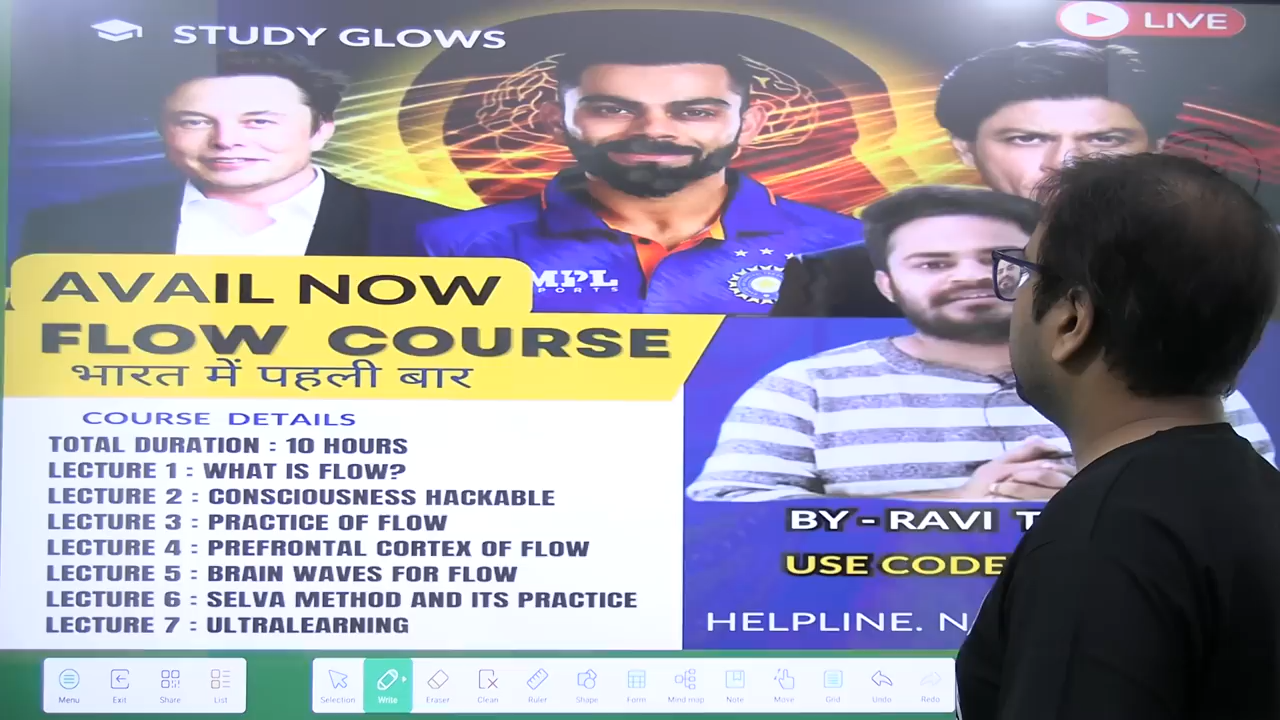 STUDY GLOWS
LIVE
MPL
SPORTS
AVAIL NOW
FLOW COURSE
भारत में पहली बार
COURSE DETAILS
TOTAL DURATION : 10 HOURS
LECTURE 1 : WHAT IS FLOW?
LECTURE 2 : CONSCIOUSNESS HACKABLE
LECTURE 3 : PRACTICE OF FLOW
LECTURE 4 : PREFRONTAL CORTEX OF FLOW
LECTURE 5 : BRAIN WAVES FOR FLOW
LECTURE 6 : SELVA METHOD AND ITS PRACTICE
LECTURE 7 : ULTRALEARNING
BY - RAVI T
USE CODE
HELPLINE. N
Menu Exit Share List Selection Write Eraser Clean Ruler Shape Form Mind map Note Move Grid Undo Redo